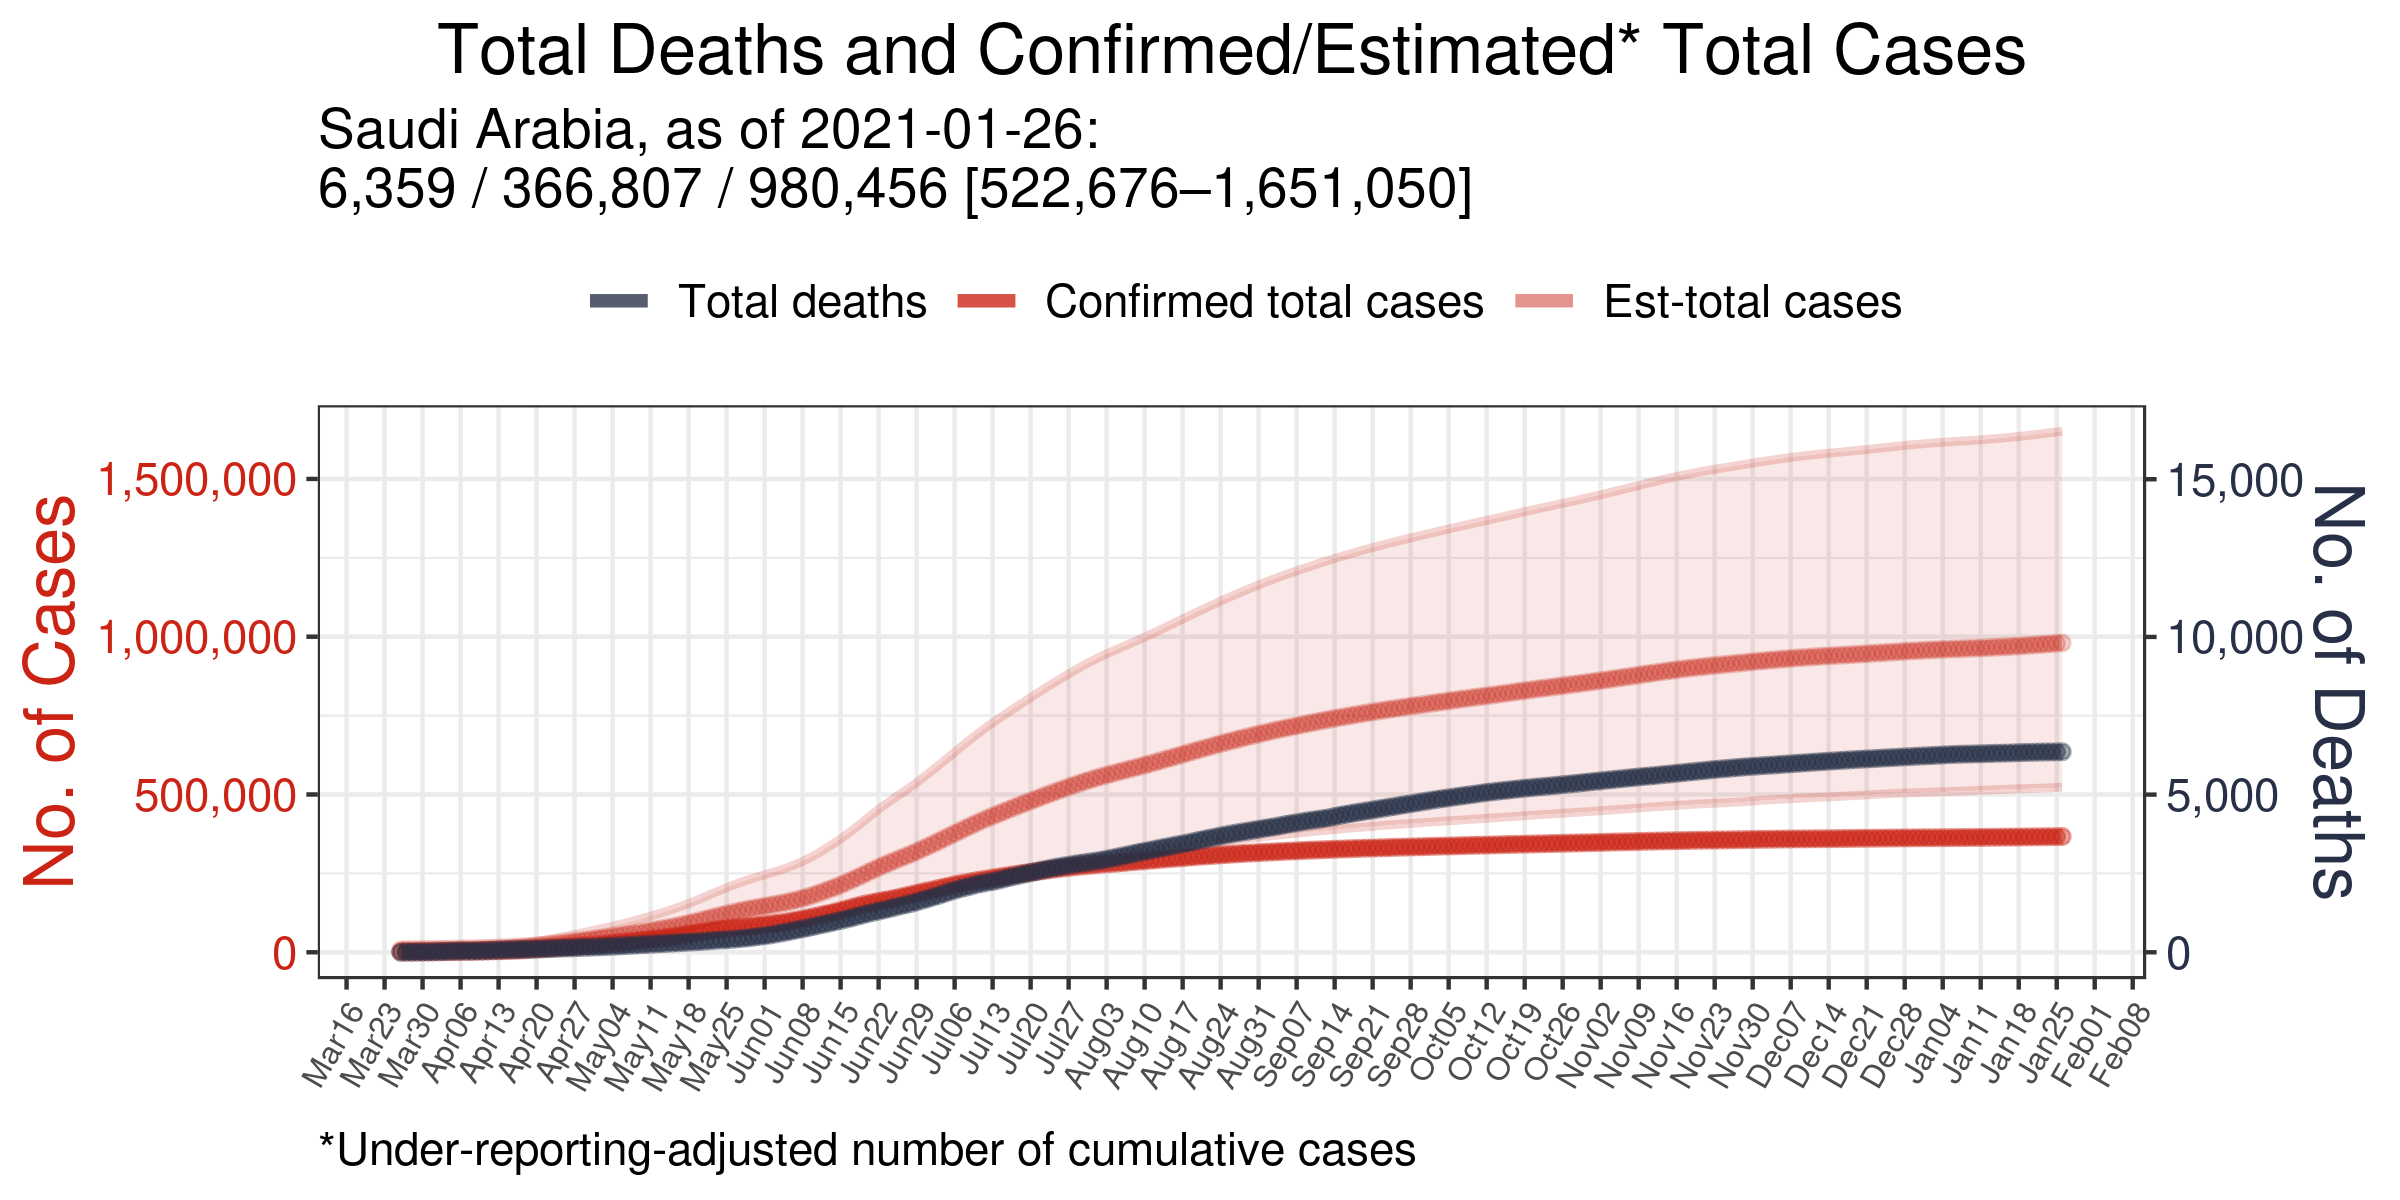 Total Deaths and Confirmed/Estimated* Total Cases
Saudi Arabia, as of 2021-01-26:
6,359 / 366,807 / 980,456 [522,676–1,651,050]
Total deaths
Confirmed total cases
Est-total cases
No. of Cases
1,500,000
1,000,000
500,000
0
15,000
10,000
5,000
0
No. of Deaths
Mar16
Mar23
Mar30
Apr06
Apr13
Apr20
Apr27
May04
May11
May18
May25
Jun01
Jun08
Jun15
Jun22
Jun29
Jul06
Jul13
Jul20
Jul27
Aug03
Aug10
Aug17
Aug24
Aug31
Sep07
Sep14
Sep21
Sep28
Oct05
Oct12
Oct19
Oct26
Nov02
Nov09
Nov16
Nov23
Nov30
Dec07
Dec14
Dec21
Dec28
Jan04
Jan11
Jan18
Jan25
Feb01
Feb08
*Under-reporting-adjusted number of cumulative cases